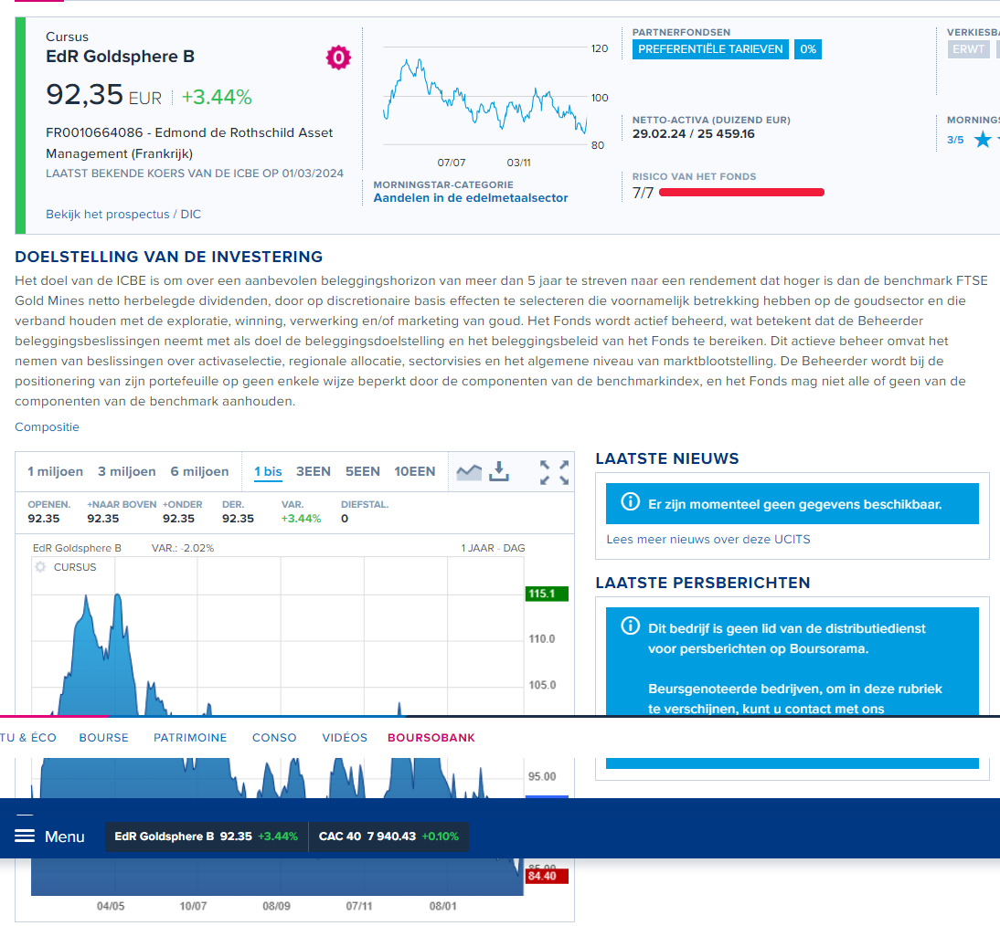 Cursus
EdR Goldsphere B
92,35 EUR +3.44%
FR0010664086 - Edmond de Rothschild Asset
Management (Frankrijk)
LAATST BEKENDE KOERS VAN DE ICBE OP 01/03/2024
Bekijk het prospectus / DIC
120
100
80
07/07 03/11
MORNINGSTAR-CATEGORIE
Aandelen in de edelmetaalsector
PARTNERFONDSEN
PREFERENTIËLE TARIEVEN 0%
NETTO-ACTIVA (DUIZEND EUR)
29.02.24 / 25 459.16
RISICO VAN HET FONDS
7/7
VERKIESBA
ERWT
MORNINGS
3/5
DOELSTELLING VAN DE INVESTERING
Het doel van de ICBE is om over een aanbevolen beleggingshorizon van meer dan 5 jaar te streven naar een rendement dat hoger is dan de benchmark FTSE
Gold Mines netto herbelegde dividenden, door op discretionaire basis effecten te selecteren die voornamelijk betrekking hebben op de goudsector en die
verband houden met de exploratie, winning, verwerking en/of marketing van goud. Het Fonds wordt actief beheerd, wat betekent dat de Beheerder
beleggingsbeslissingen neemt met als doel de beleggingsdoelstelling en het beleggingsbeleid van het Fonds te bereiken. Dit actieve beheer omvat het
nemen van beslissingen over activaselectie, regionale allocatie, sectorvisies en het algemene niveau van marktblootstelling. De Beheerder wordt bij de
positionering van zijn portefeuille op geen enkele wijze beperkt door de componenten van de benchmarkindex, en het Fonds mag niet alle of geen van de
componenten van de benchmark aanhouden.
Compositie
1 miljoen 3 miljoen 6 miljoen 1 bis 3EEN 5EEN 10EEN
OPENEN. +NAAR BOVEN +ONDER DER. VAR. DIEFSTAL.
92.35 92.35 92.35 92.35 +3.44% 0
EdR Goldsphere B VAR.: -2.02% 1 JAAR - DAG
CURSUS
115.1
110.0
105.0
LAATSTE NIEUWS
Er zijn momenteel geen gegevens beschikbaar.
Lees meer nieuws over deze UCITS
LAATSTE PERSBERICHTEN
Dit bedrijf is geen lid van de distributiedienst
voor persberichten op Boursorama.
Beursgenoteerde bedrijven, om in deze rubriek
te verschijnen, kunt u contact met ons
TU & ÉCO BOURSE PATRIMOINE CONSO VIDÉOS BOURSOBANK
95.00
Menu EdR Goldsphere B 92.35 +3.44% CAC 40 7 940.43 +0.10%
85.00
84.40
04/05 10/07 08/09 07/11 08/01